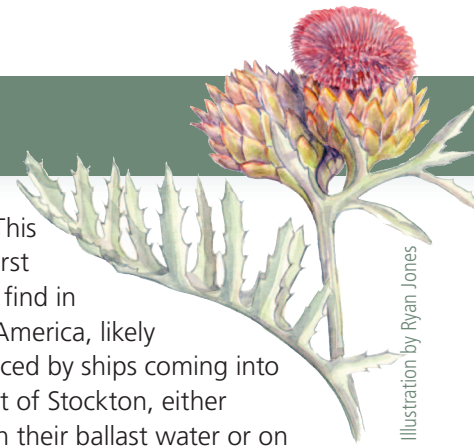 This
rst
find in
America, likely
ced by ships coming into
t of Stockton, either
n their ballast water or on
Illustration by Ryan Jones